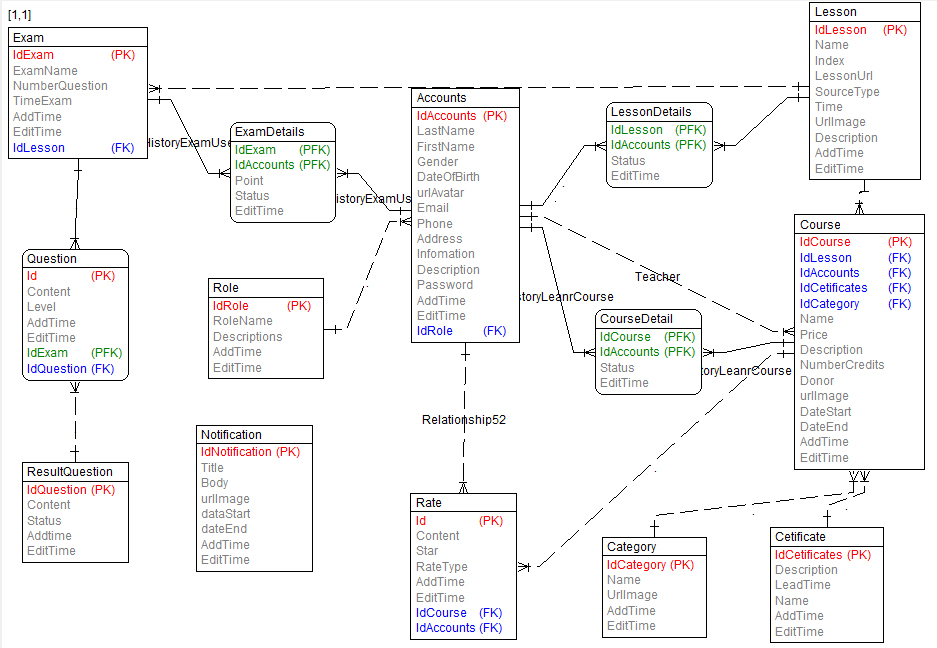 [1,1]
Exam
IdExam (PK)
ExamName
NumberQuestion
TimeExam
AddTime
EditTime
IdLesson (FK)
Lesson
IdLesson (PK)
Name
Index
LessonUrl
SourceType
Time
UrlImage
Description
AddTime
EditTime
Accounts
IdAccounts (PK)
LastName
FirstName
Gender
DateOfBirth
urlAvatar
Email
Phone
Address
Infomation
Description
Password
AddTime
EditTime
IdRole (FK)
LessonDetails
IdLesson (PFK)
IdAccounts (PFK)
Status
EditTime
HistoryExamUse
ExamDetails
IdExam (PFK)
IdAccounts (PFK)
Point
Status
EditTime
istoryExamUs
Course
IdCourse (PK)
IdLesson (FK)
IdAccounts (FK)
IdCetificates (FK)
IdCategory (FK)
Name
Price
Description
NumberCredits
Donor
urlImage
DateStart
DateEnd
AddTime
EditTime
Question
Id (PK)
Content
Level
AddTime
EditTime
IdExam (PFK)
IdQuestion (FK)
Role
IdRole (PK)
RoleName
Descriptions
AddTime
EditTime
Teacher
storyLeanrCourse
CourseDetail
IdCourse (PFK)
IdAccounts (PFK)
Status
EditTime
oryLeanrCourse
Relationship52
Notification
IdNotification (PK)
Title
Body
urlImage
dataStart
dateEnd
AddTime
EditTime
ResultQuestion
IdQuestion (PK)
Content
Status
Addtime
EditTime
Rate
Id (PK)
Content
Star
RateType
AddTime
EditTime
IdCourse (FK)
IdAccounts (FK)
Category
IdCategory (PK)
Name
UrlImage
AddTime
EditTime
Cetificate
IdCetificates (PK)
Description
LeadTime
Name
AddTime
EditTime